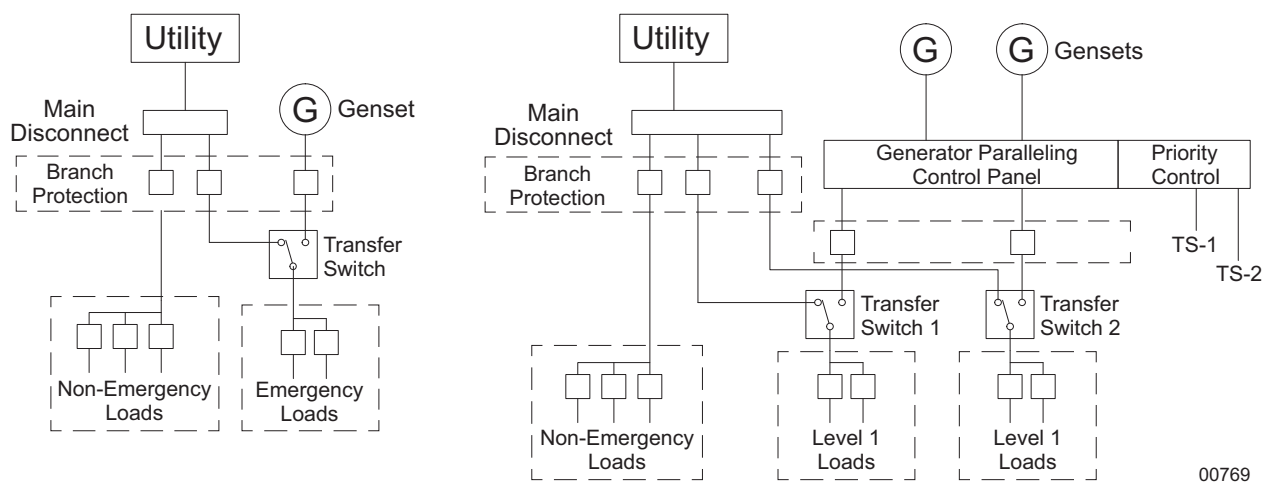 Utility
G
Genset
Main
Disconnect
Branch
Protection
Transfer
Switch
Non-Emergency
Loads
Emergency
Loads
Utility
G
G
Gensets
Main
Disconnect
Generator Paralleling
Control Panel
Priority
Control
Branch
Protection
TS-1
TS-2
Transfer
Switch 1
Transfer
Switch 2
Non-Emergency
Loads
Level 1
Loads
Level 1
Loads
00769